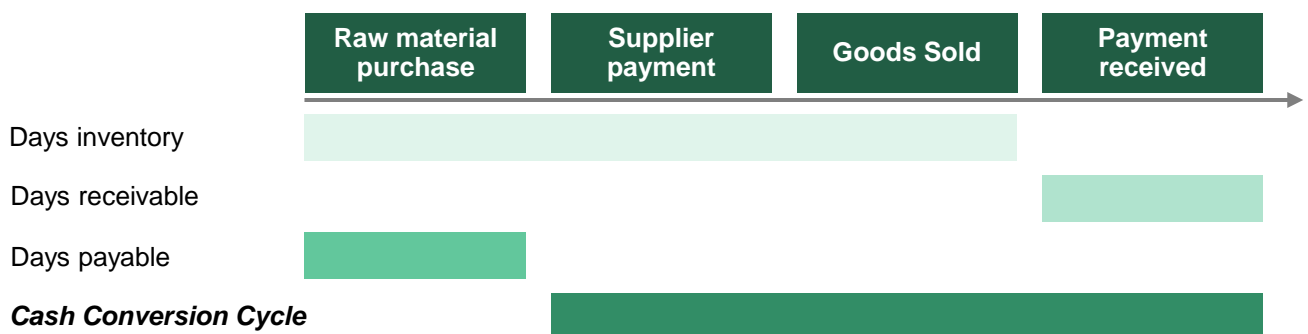 Raw material
purchase
Supplier
payment
Goods Sold
Payment
received
Days inventory
Days receivable
Days payable
Cash Conversion Cycle